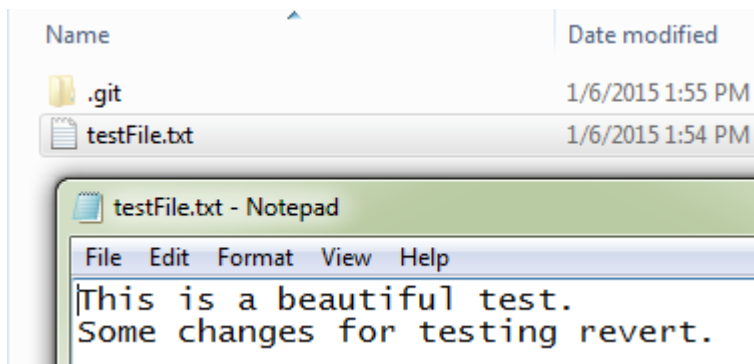 Name Date modified
.git 1/6/2015 1:55 PM
testFile.txt 1/6/2015 1:54 PM
testFile.txt - Notepad
File Edit Format View Help
This is a beautiful test.
Some changes for testing revert.